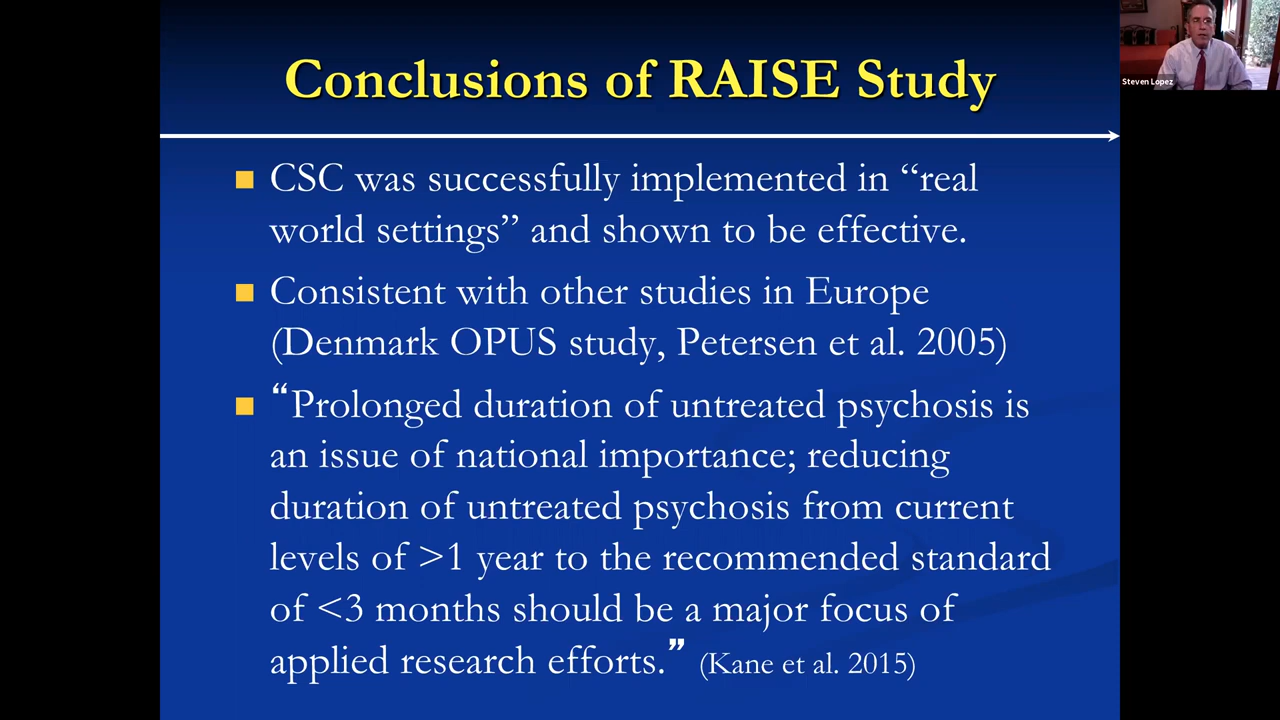 Conclusions of RAISE Study
Steven Lopez
CSC was successfully implemented in “real
world settings” and shown to be effective.
Consistent with other studies in Europe
(Denmark OPUS study, Petersen et al. 2005)
“Prolonged duration of untreated psychosis is
an issue of national importance; reducing
duration of untreated psychosis from current
levels of >1 year to the recommended standard
of <3 months should be a major focus of
applied research efforts.” (Kane et al. 2015)